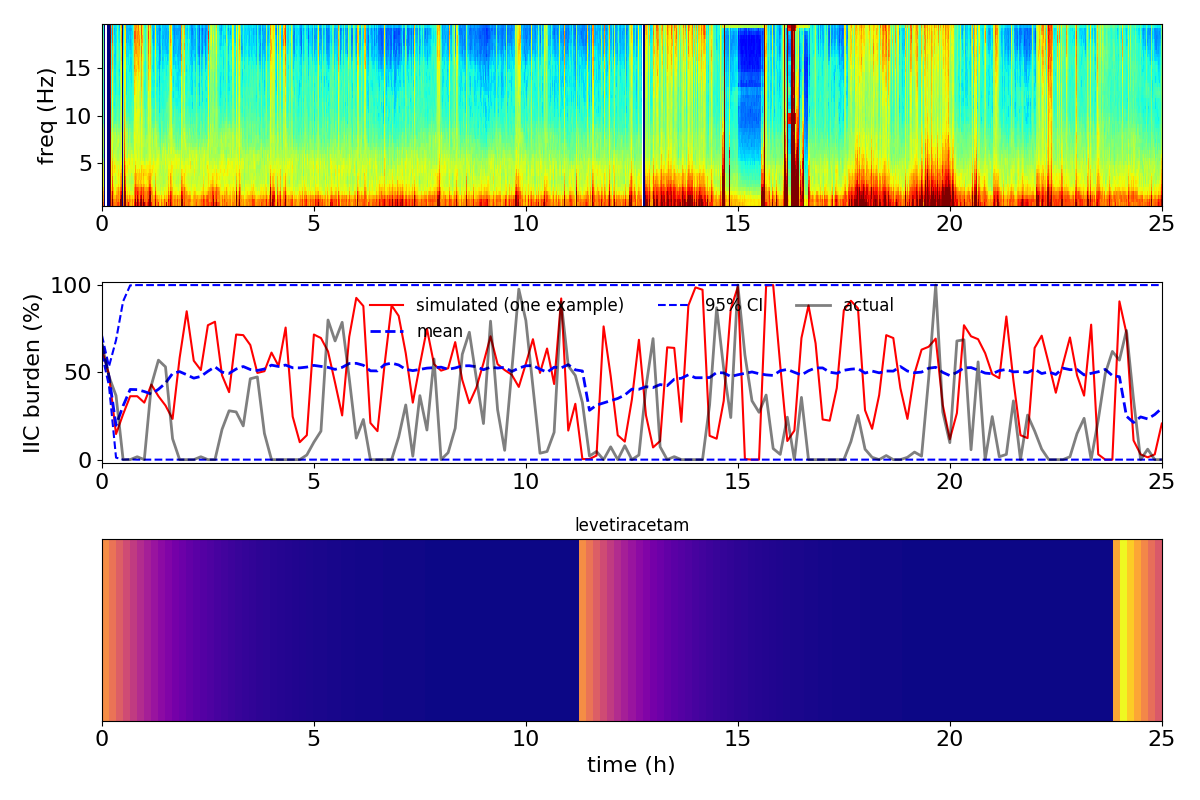 freq (Hz)
15
10
5
0 5 10 15 20 25
IIC burden (%)
100
50
0
simulated (one example) 95% CI actual
mean
0 5 10 15 20 25
levetiracetam
0 5 10 15 20 25
time (h)